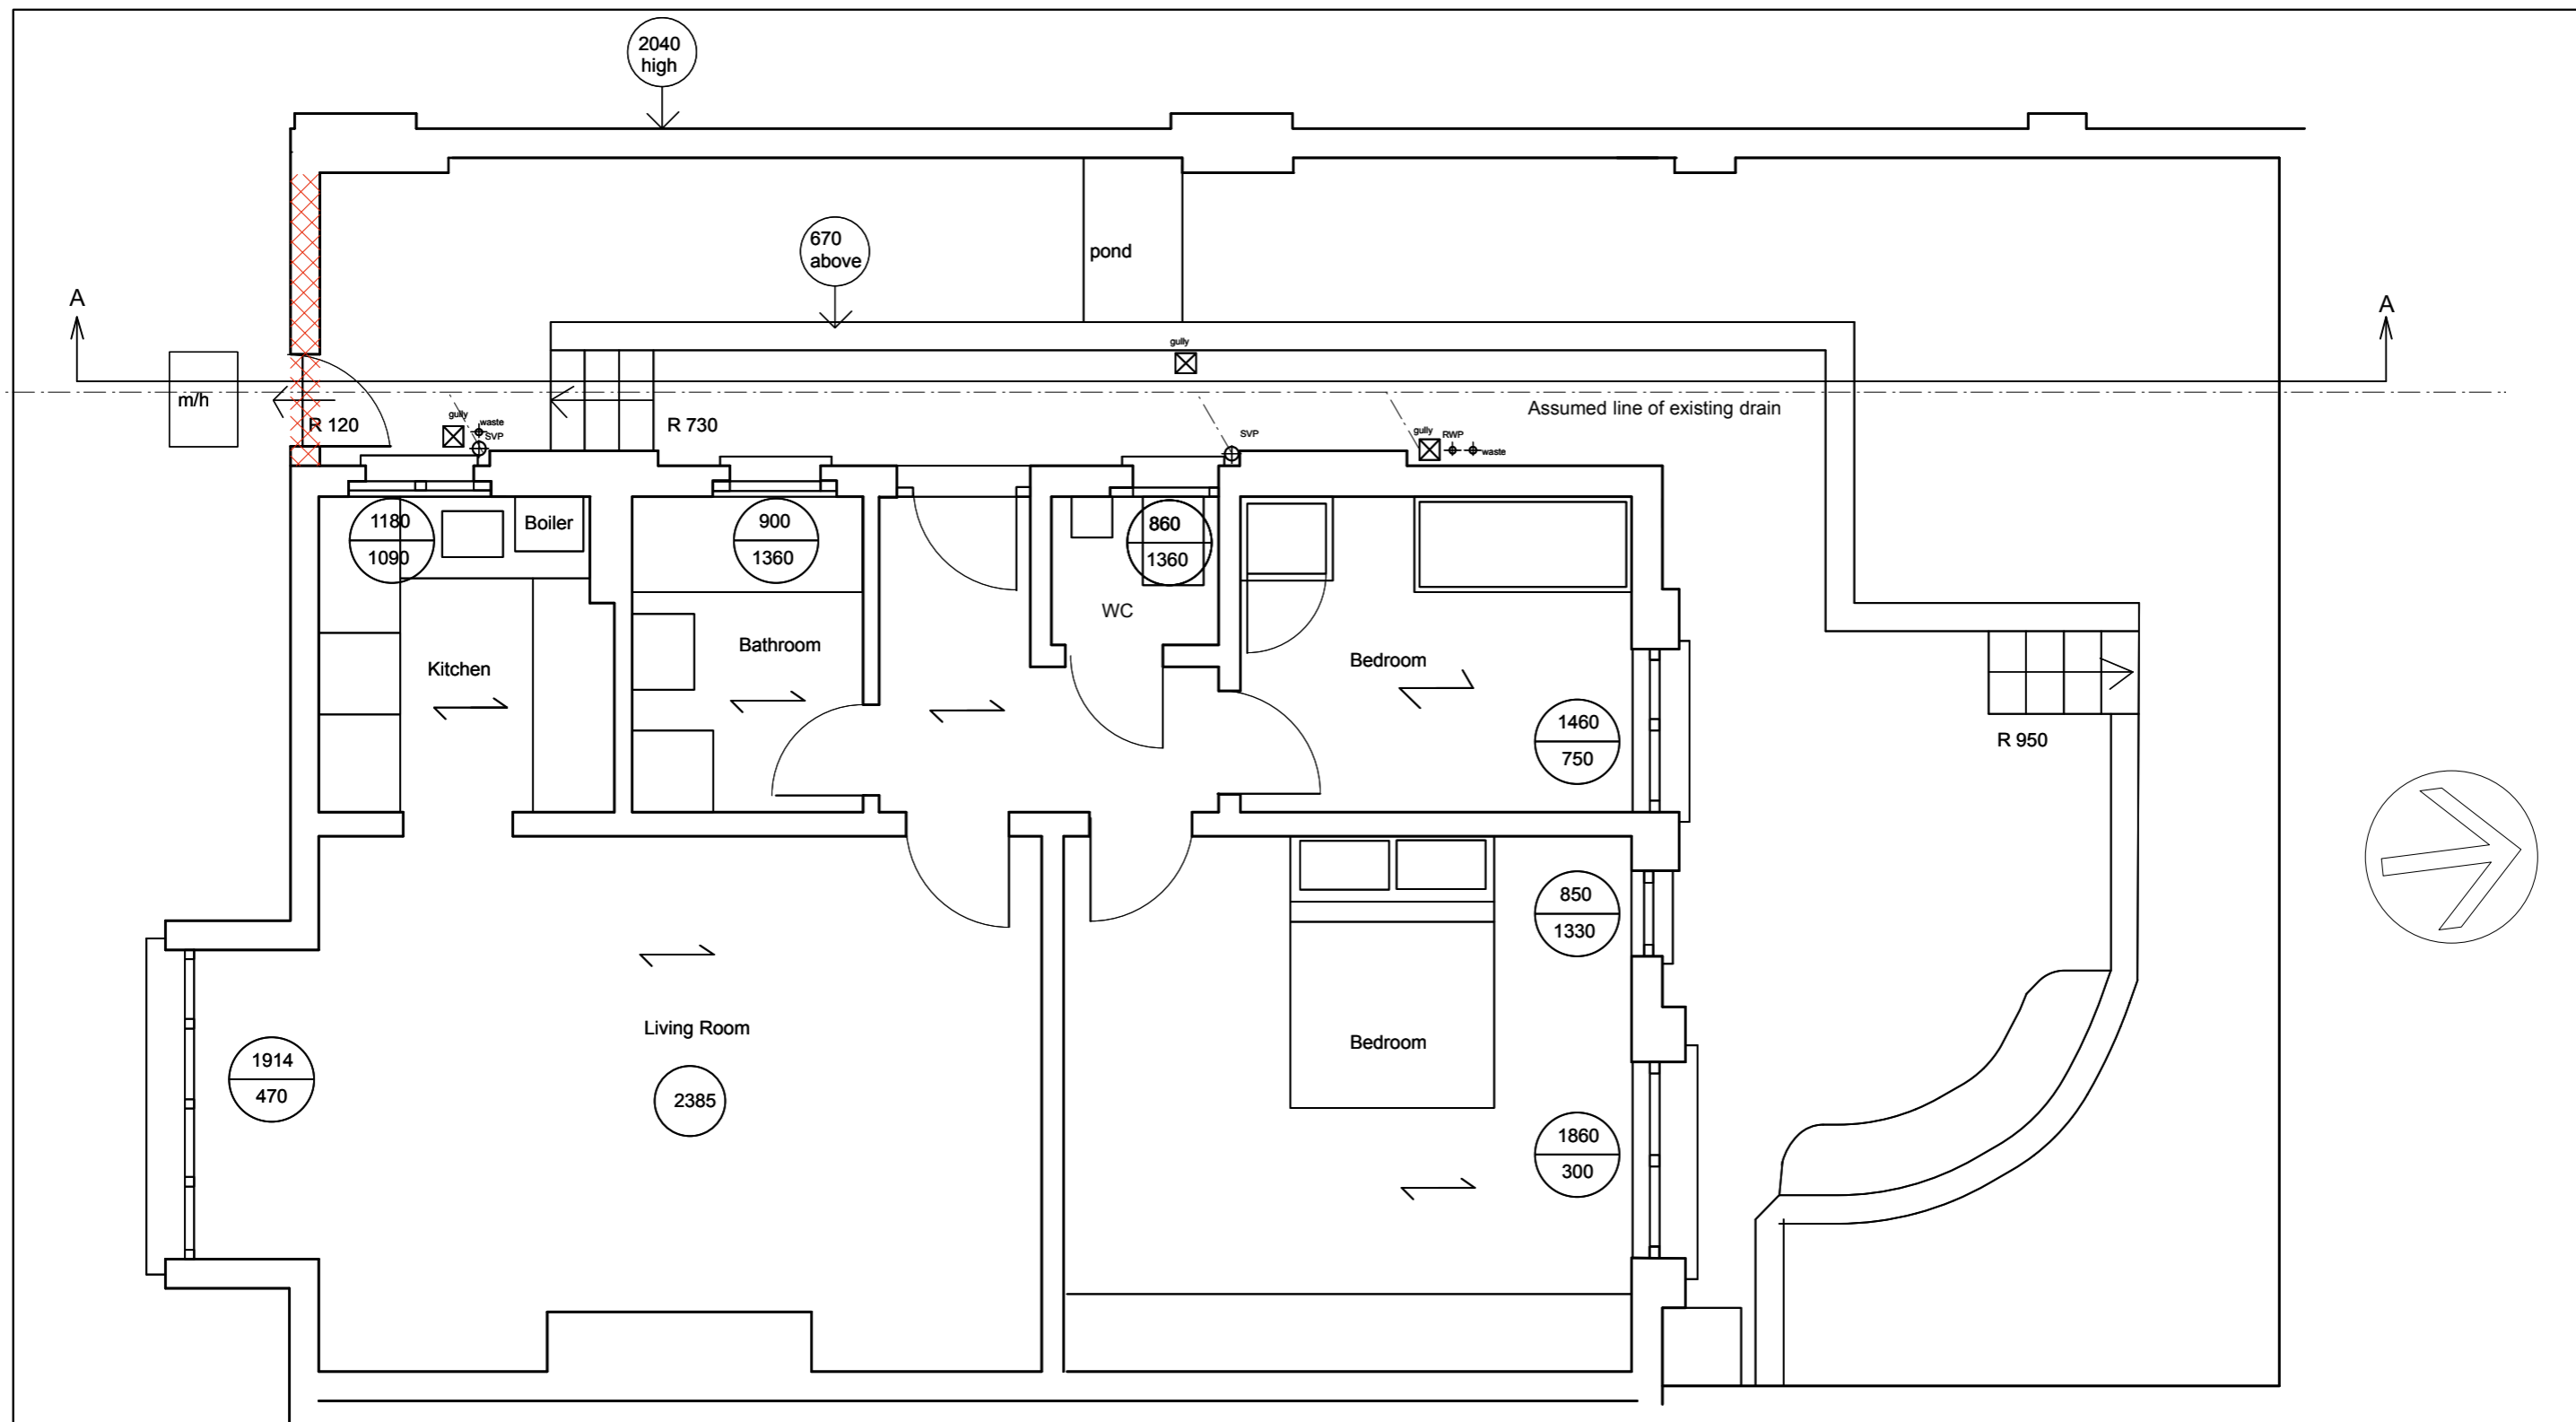 2040
high
670
above
pond
A
A
gully
m/h
R 120
gully
waste
SVP
R 730
Assumed line of existing drain
SVP
gully
RWP
waste
1180
1090
Boiler
900
1360
860
1360
WC
Kitchen
Bathroom
Bedroom
1460
750
R 950
850
1330
Living Room
Bedroom
1914
470
2385
1860
300